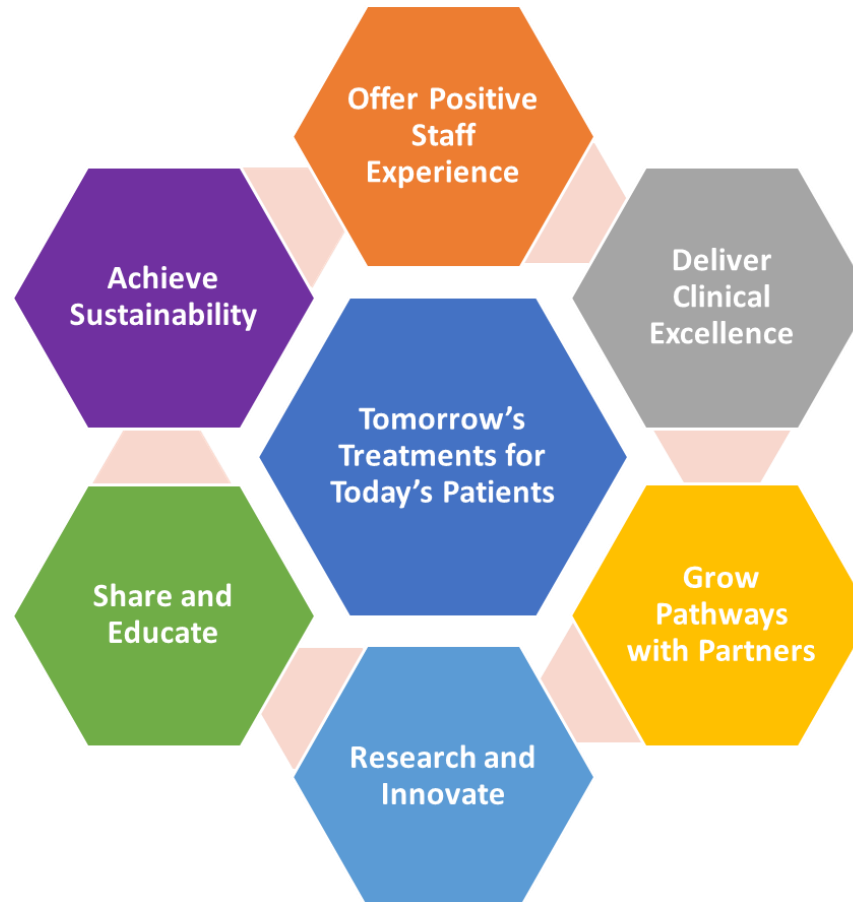 Offer Positive
Staff
Experience
Deliver
Clinical
Excellence
Grow
Pathways
with Partners
Research and
Innovate
Share and
Educate
Achieve
Sustainability
Tomorrow’s
Treatments for
Today’s Patients